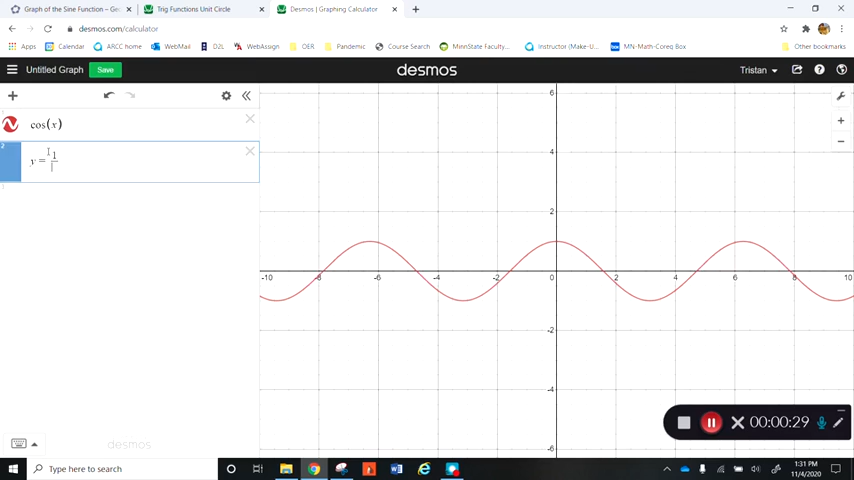 Graph of the Sine Function – Geo
Trig Functions Unit Circle
Desmos | Graphing Calculator
desmos.com/calculator
Apps Calendar ARCC home WebMail D2L WebAssign OER Pandemic Course Search MinnState Faculty... Instructor (Make-U... MN-Math-Coreq Box Other bookmarks
Untitled Graph Save desmos Tristan
cos(x)
2
y = 1
3
6
4
2
-10 -8 -6 -4 -2 0 2 4 6 8 10
-2
-4
-6
desmos
00:00:29
Type here to search
1:31 PM
11/4/2020